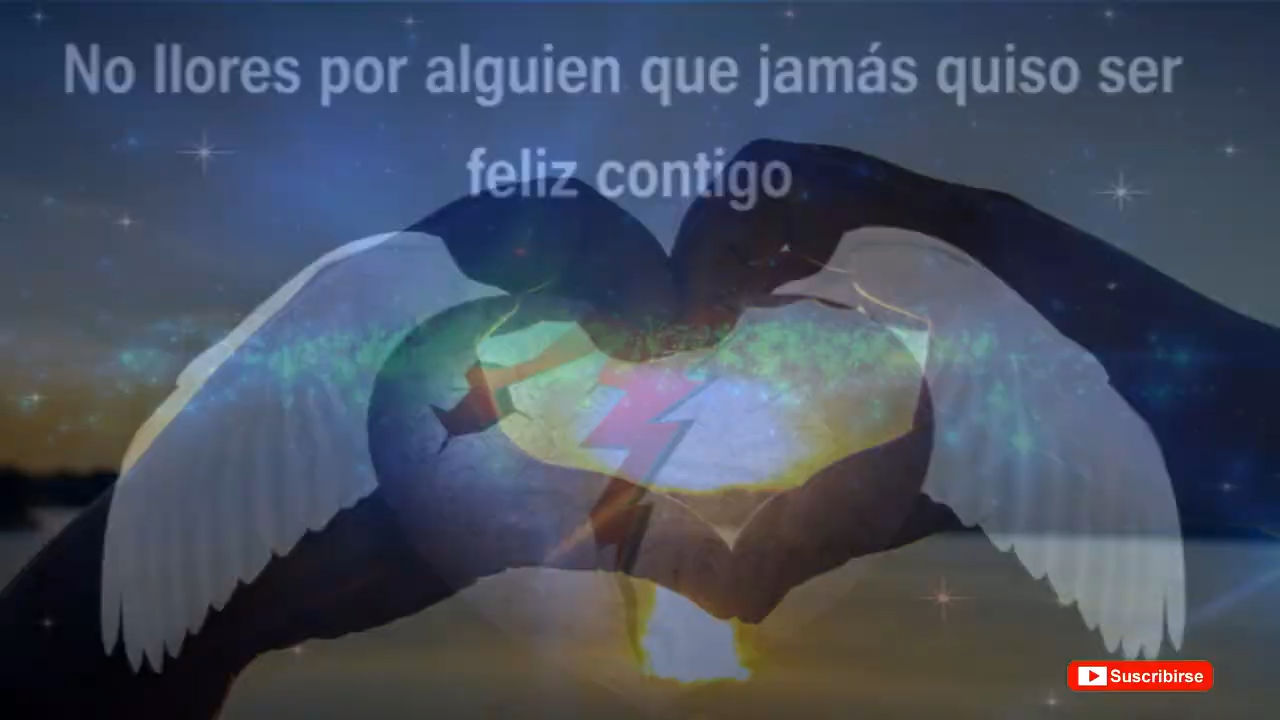 No llores por alguien que jamás quiso ser
feliz contigo
Suscribirse